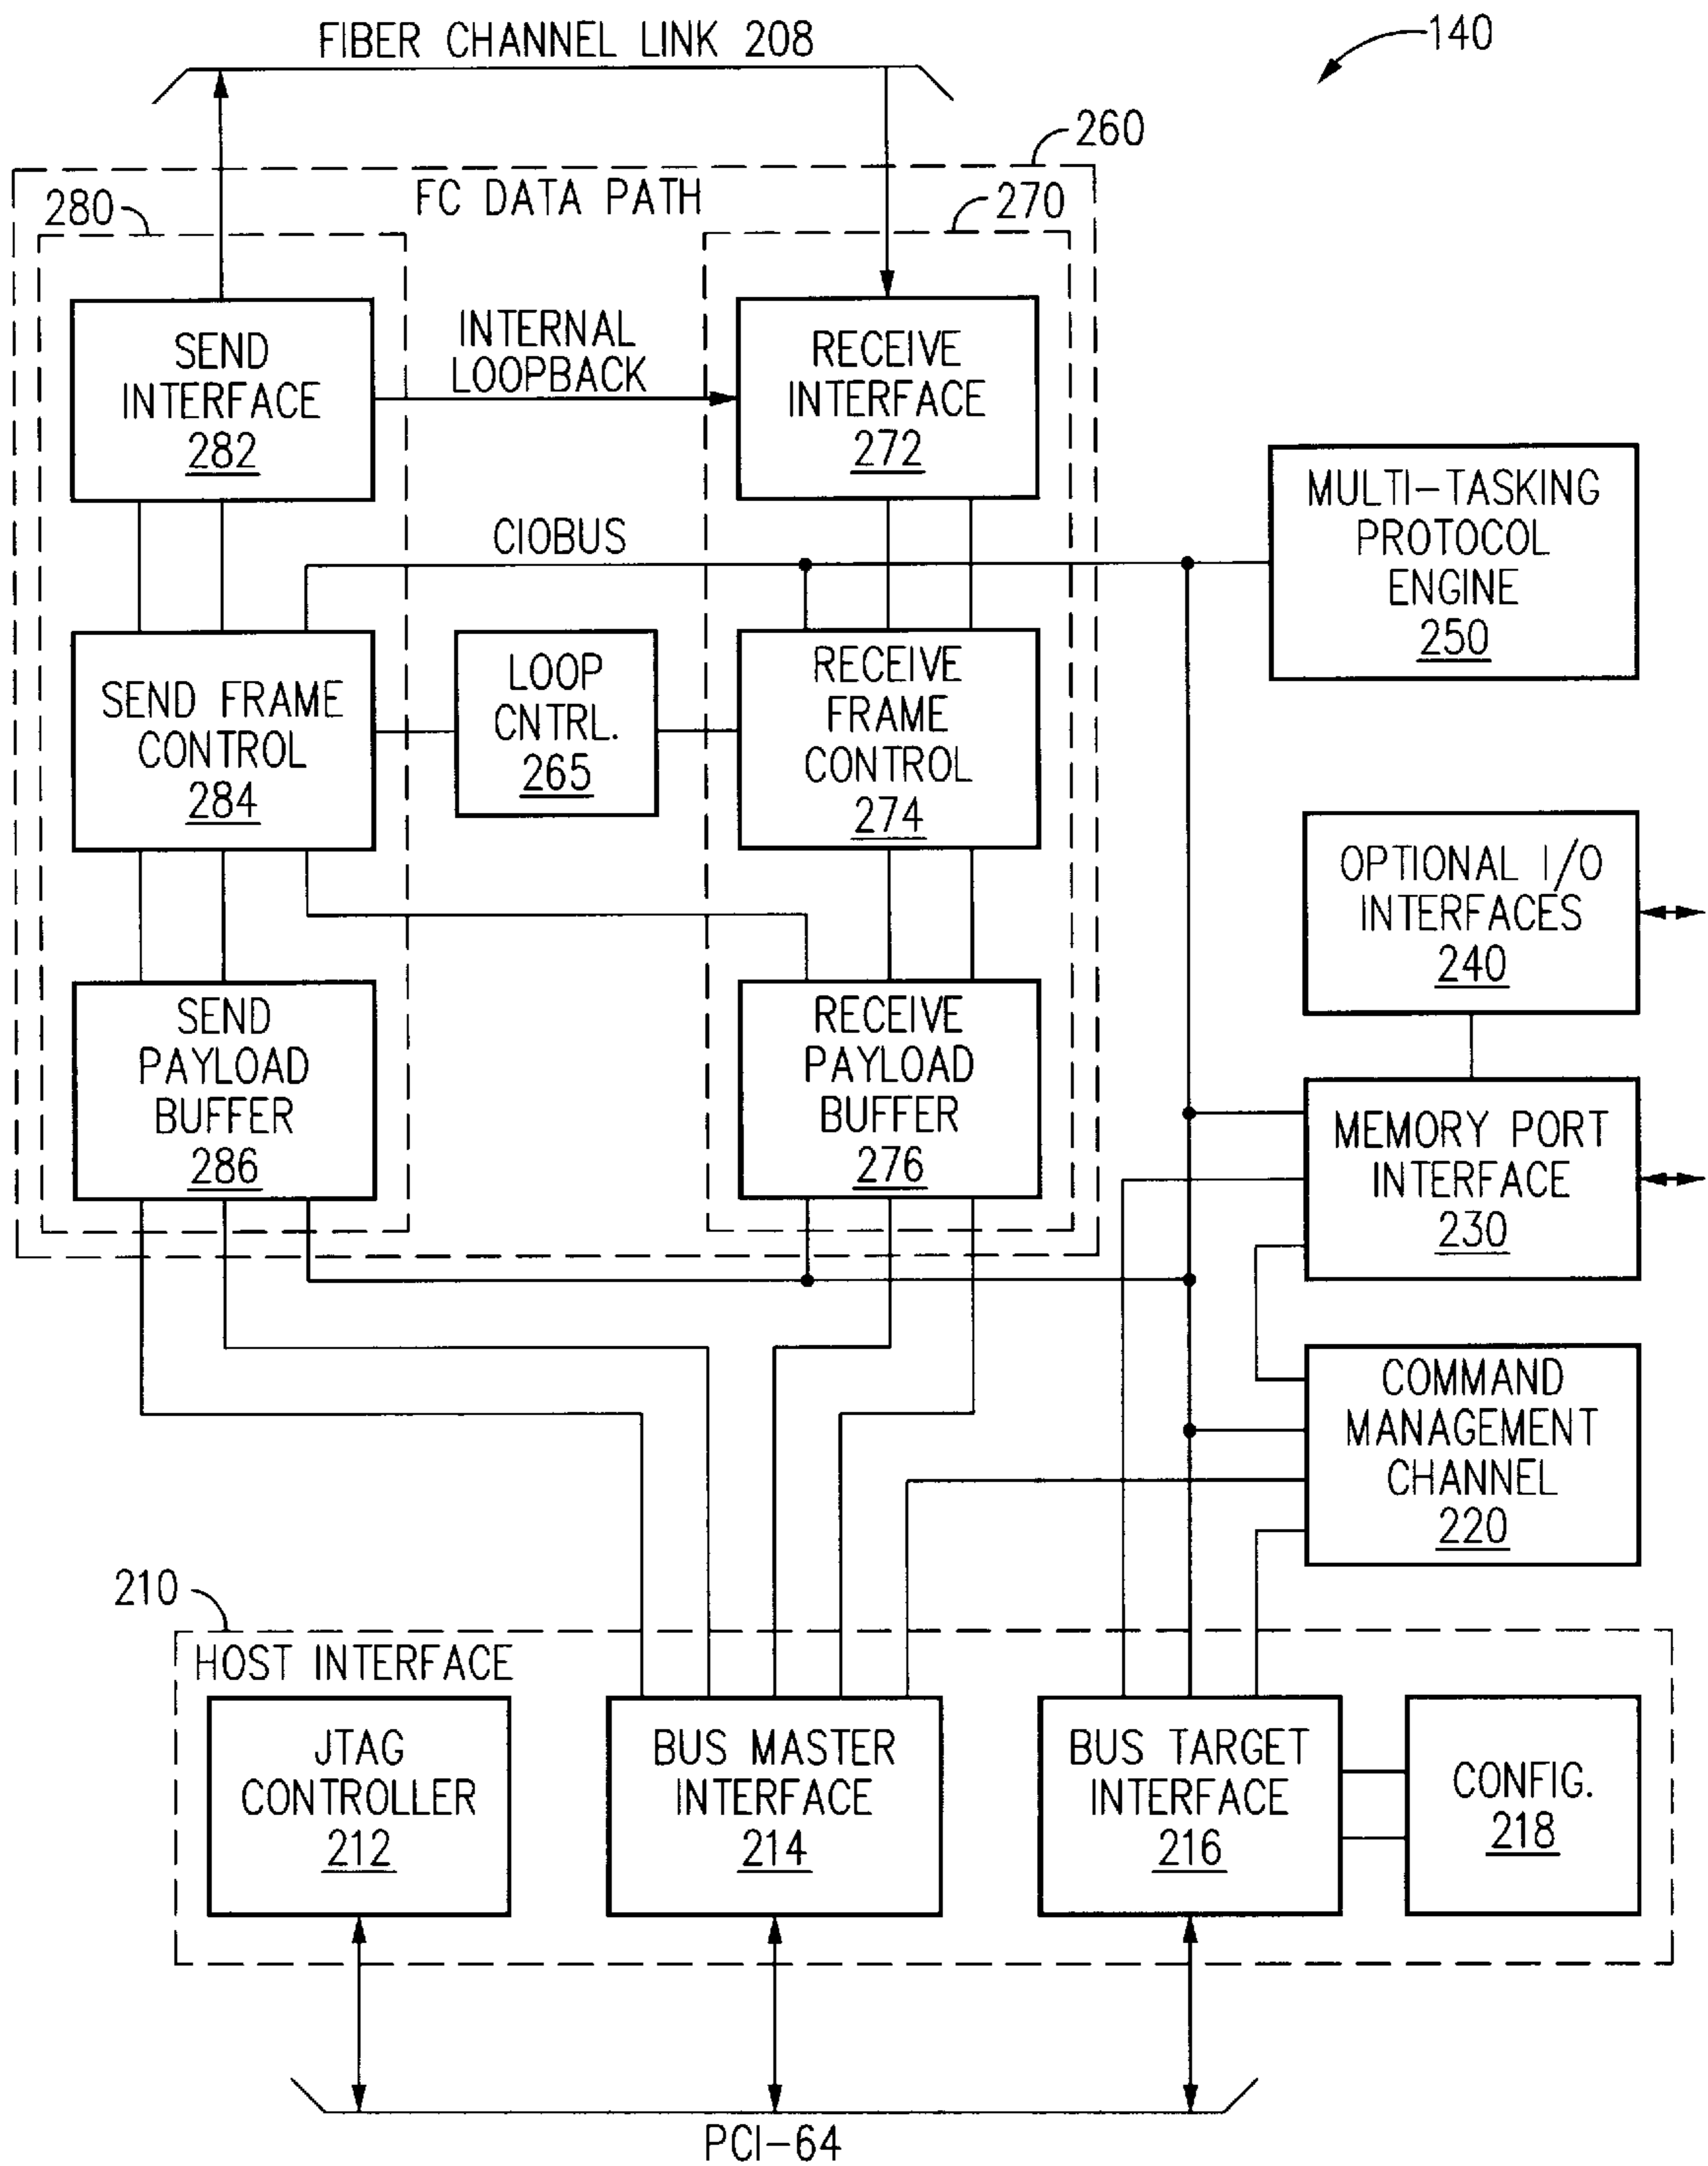 FIBER CHANNEL LINK 208
140
260
FC DATA PATH
280
270
SEND
INTERFACE
282
INTERNAL
LOOPBACK
RECEIVE
INTERFACE
272
CIOBUS
MULTI-TASKING
PROTOCOL
ENGINE
250
SEND FRAME
CONTROL
284
LOOP
CNTRL.
265
RECEIVE
FRAME
CONTROL
274
OPTIONAL I/O
INTERFACES
240
SEND
PAYLOAD
BUFFER
286
RECEIVE
PAYLOAD
BUFFER
276
MEMORY PORT
INTERFACE
230
COMMAND
MANAGEMENT
CHANNEL
220
210
HOST INTERFACE
JTAG
CONTROLLER
212
BUS MASTER
INTERFACE
214
BUS TARGET
INTERFACE
216
CONFIG.
218
PCI-64